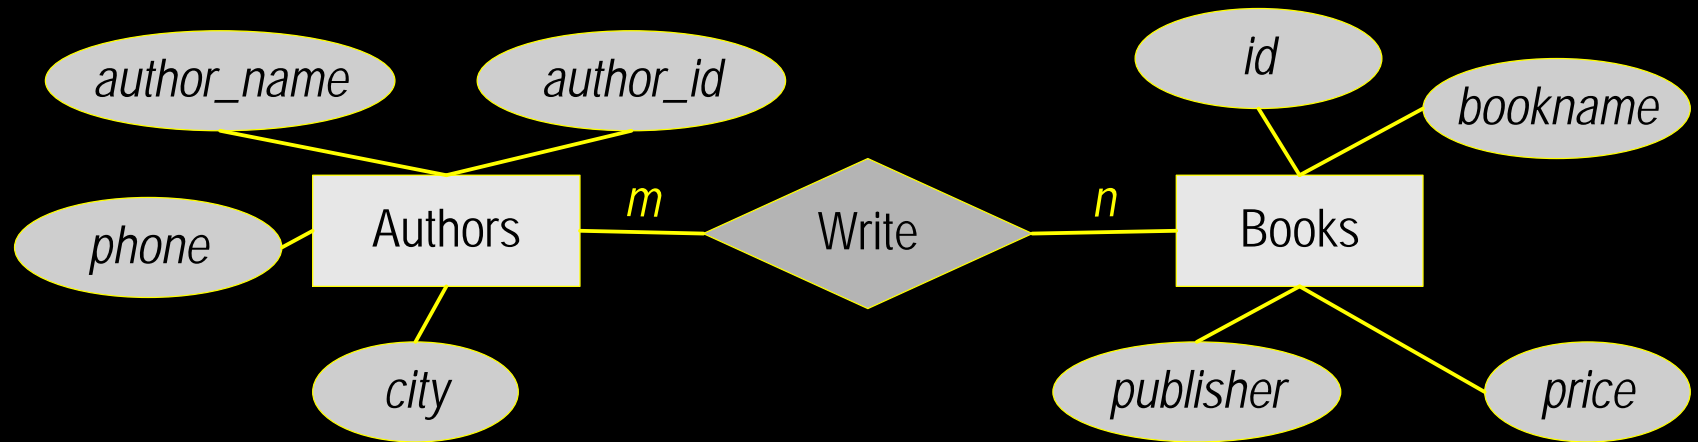 author_name
author_id
id
bookname
phone
Authors
m
Write
n
Books
city
publisher
price